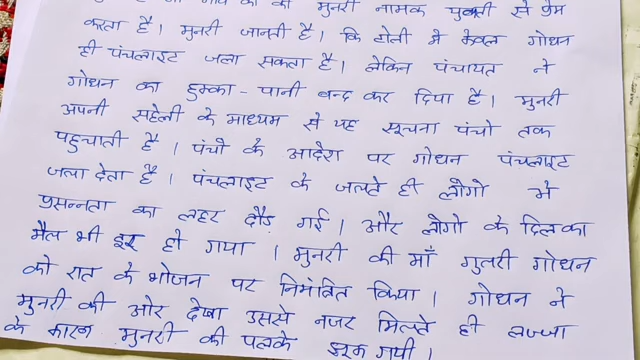 मुनरी नामक युवती से प्रेम
करता है। मुनरी जानती है। कि टोली मे केवल गोधन
ही पंचलाइट जला सकता है। लेकिन पंचायत ने
गोधन का हुक्का - पानी बन्द कर दिया है। मुनरी
अपनी सहेली के माध्यम से यह सूचना पंचो तक
पहुचाती है। पंचो के आदेश पर गोधन पंचलाइट
जला देता है। पंचलाइट के जलते ही लोगो मे
प्रसन्नता का लहर दौड़ गई। और लोगो के दिल का
मैल भी दूर हो गया। मुनरी की माँ गुलरी गोधन
को रात के भोजन पर निमंत्रित किया। गोधन ने
मुनरी की ओर देखा उससे नजर मिलते ही लज्जा
के कारण मुनरी की पलके झुक गयी।